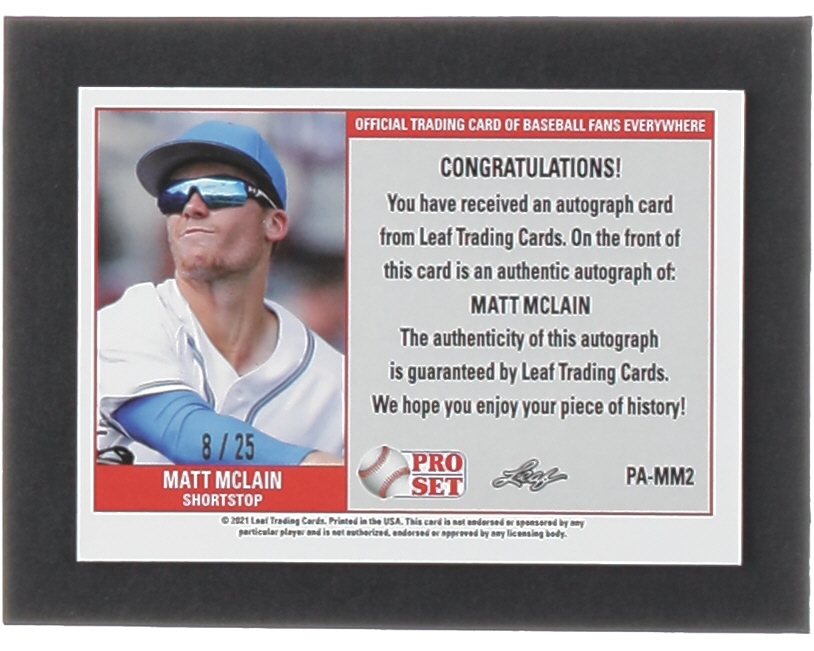 OFFICIAL TRADING CARD OF BASEBALL FANS EVERYWHERE
CONGRATULATIONS!
You have received an autograph card
from Leaf Trading Cards. On the front of
this card is an authentic autograph of:
MATT MCLAIN
The authenticity of this autograph
is guaranteed by Leaf Trading Cards.
We hope you enjoy your piece of history!
8 / 25
MATT MCLAIN
SHORTSTOP
PRO
SET
Leaf
PA-MM2
© 2021 Leaf Trading Cards. Printed in the USA. This card is not endorsed or sponsored by any
particular player and is not authorized, endorsed or approved by any licensing body.